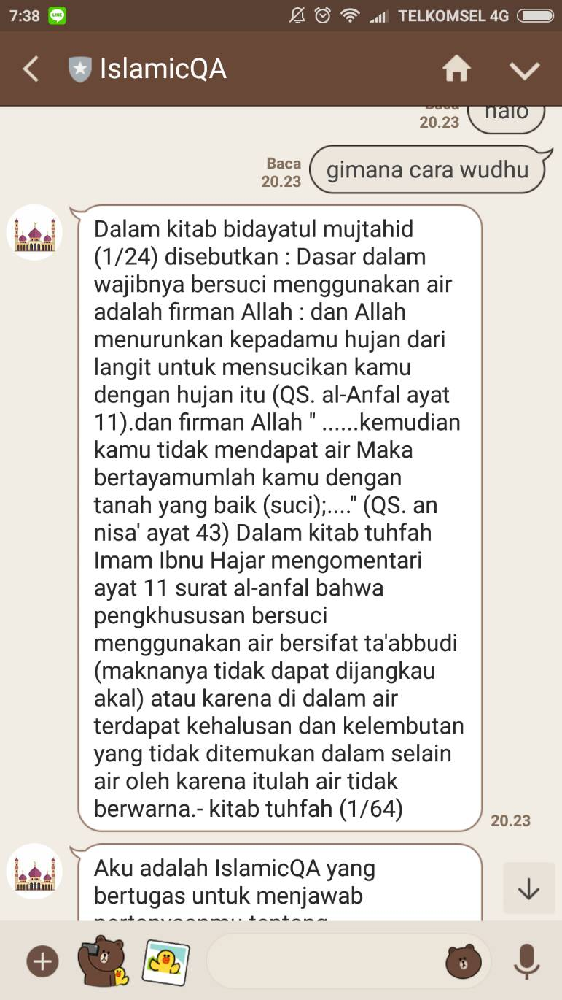 7:38 LINE TELKOMSEL 4G
IslamicQA
halo
20.23
Baca
20.23
gimana cara wudhu
Dalam kitab bidayatul mujtahid
(1/24) disebutkan : Dasar dalam
wajibnya bersuci menggunakan air
adalah firman Allah : dan Allah
menurunkan kepadamu hujan dari
langit untuk mensucikan kamu
dengan hujan itu (QS. al-Anfal ayat
11).dan firman Allah " ......kemudian
kamu tidak mendapat air Maka
bertayamumlah kamu dengan
tanah yang baik (suci);...." (QS. an
nisa' ayat 43) Dalam kitab tuhfah
Imam Ibnu Hajar mengomentari
ayat 11 surat al-anfal bahwa
pengkhususan bersuci
menggunakan air bersifat ta'abbudi
(maknanya tidak dapat dijangkau
akal) atau karena di dalam air
terdapat kehalusan dan kelembutan
yang tidak ditemukan dalam selain
air oleh karena itulah air tidak
berwarna.- kitab tuhfah (1/64)
20.23
Aku adalah IslamicQA yang
bertugas untuk menjawab